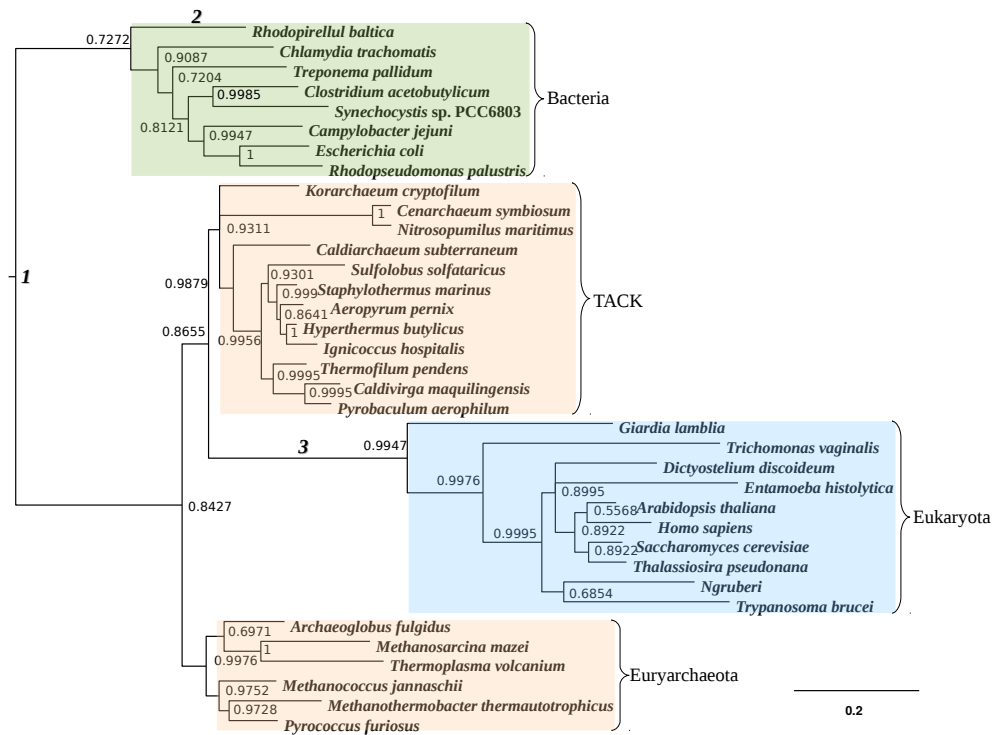 2
Rhodopirellul baltica
0.7272
Chlamydia trachomatis
0.9087
Treponema pallidum
0.7204
Clostridium acetobutylicum
0.9985
Bacteria
Synechocystis sp. PCC6803
0.8121
Campylobacter jejuni
0.9947
Escherichia coli
1
Rhodopseudomonas palustris
Korarchaeum cryptofilum
Cenarchaeum symbiosum
1
Nitrosopumilus maritimus
0.9311
Caldiarchaeum subterraneum
Sulfolobus solfataricus
0.9301
1
0.9879
Staphylothermus marinus
0.999
TACK
Aeropyrum pernix
0.8641
Hyperthermus butylicus
1
0.8655
0.9956
Ignicoccus hospitalis
Thermofilum pendens
0.9995
Caldivirga maquilingensis
0.9995
Pyrobaculum aerophilum
Giardia lamblia
3
0.9947
Trichomonas vaginalis
Dictyostelium discoideum
0.9976
Entamoeba histolytica
0.8995
0.8427
Arabidopsis thaliana
0.5568
Eukaryota
Homo sapiens
0.9995
0.8922
Saccharomyces cerevisiae
0.8922
Thalassiosira pseudonana
Ngruberi
0.6854
Trypanosoma brucei
Archaeoglobus fulgidus
0.6971
Methanosarcina mazei
1
0.9976
Thermoplasma volcanium
Euryarchaeota
Methanococcus jannaschii
0.9752
Methanothermobacter thermautotrophicus
0.9728
0.2
Pyrococcus furiosus